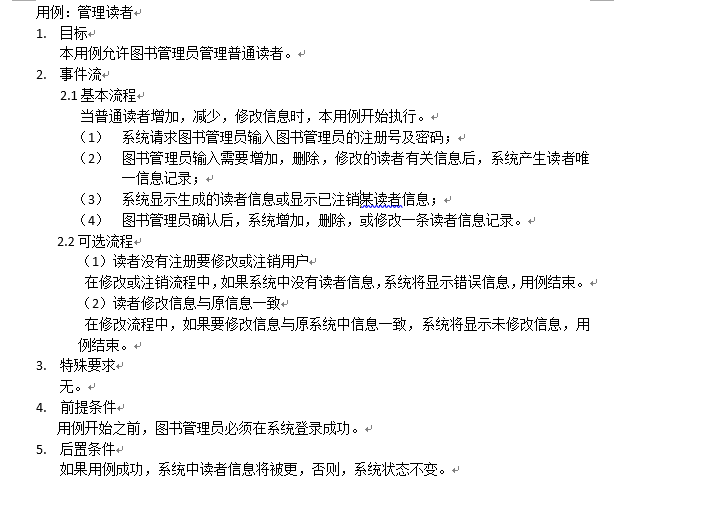 用例：管理读者
1. 目标
本用例允许图书管理员管理普通读者。
2. 事件流
2.1 基本流程
当普通读者增加，减少，修改信息时，本用例开始执行。
（1） 系统请求图书管理员输入图书管理员的注册号及密码；
（2） 图书管理员输入需要增加，删除，修改的读者有关信息后，系统产生读者唯
一信息记录；
（3） 系统显示生成的读者信息或显示已注销某读者信息；
（4） 图书管理员确认后，系统增加，删除，或修改一条读者信息记录。
2.2 可选流程
（1）读者没有注册要修改或注销用户
在修改或注销流程中，如果系统中没有读者信息，系统将显示错误信息，用例结束。
（2）读者修改信息与原信息一致
在修改流程中，如果要修改信息与原系统中信息一致，系统将显示未修改信息，用
例结束。
3. 特殊要求
无。
4. 前提条件
用例开始之前，图书管理员必须在系统登录成功。
5. 后置条件
如果用例成功，系统中读者信息将被更，否则，系统状态不变。